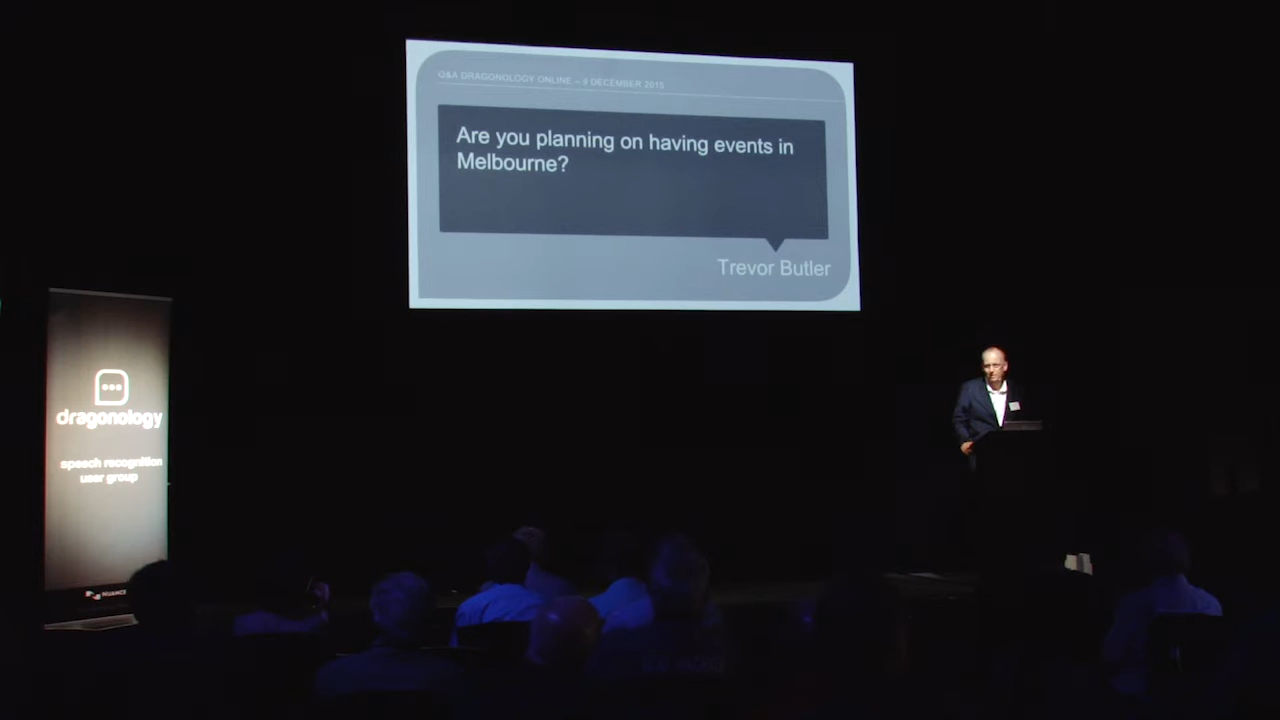 Q&A DRAGONOLOGY ONLINE – 9 DECEMBER 2015
Are you planning on having events in
Melbourne?
Trevor Butler
dragonology
speech recognition
user group
NUANCE